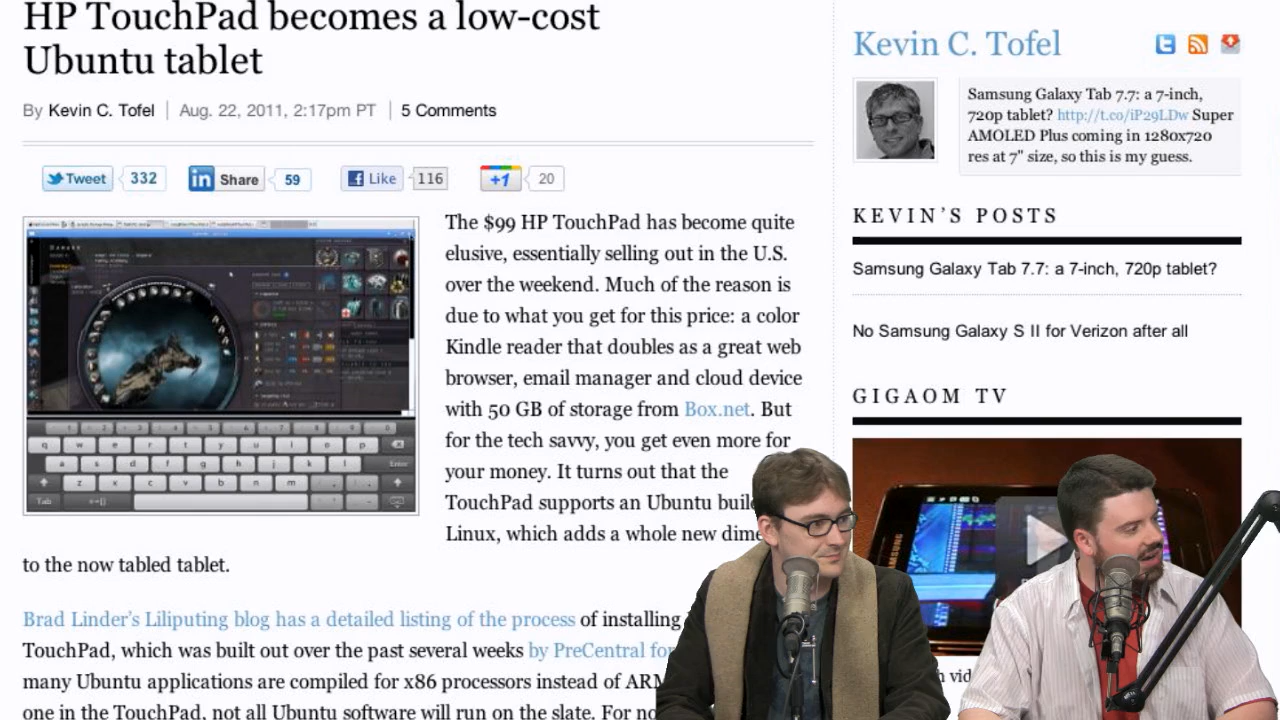 HP TouchPad becomes a low-cost
Ubuntu tablet
By Kevin C. Tofel | Aug. 22, 2011, 2:17pm PT | 5 Comments
Tweet 332 in Share 59 Like 116 +1 20
The $99 HP TouchPad has become quite
elusive, essentially selling out in the U.S.
over the weekend. Much of the reason is
due to what you get for this price: a color
Kindle reader that doubles as a great web
browser, email manager and cloud device
with 50 GB of storage from Box.net. But
for the tech savvy, you get even more for
your money. It turns out that the
TouchPad supports an Ubuntu
Linux, which adds a whole new
to the now tabled tablet.
Brad Linder's Liliputing blog has a detailed listing of the process of installing
TouchPad, which was built out over the past several weeks by PreCentral
many Ubuntu applications are compiled for x86 processors instead of
one in the TouchPad, not all Ubuntu software will run on the slate. For
q w e r t y u i o p
a s d f g h j k l Enter
z x c v b n m
Tab
Kevin C. Tofel
Samsung Galaxy Tab 7.7: a 7-inch,
720p tablet? http://t.co/iP29LDw Super
AMOLED Plus coming in 1280x720
res at 7" size, so this is my guess.
KEVIN'S POSTS
Samsung Galaxy Tab 7.7: a 7-inch, 720p tablet?
No Samsung Galaxy S II for Verizon after all
GIGAOM TV
SAMSUNG